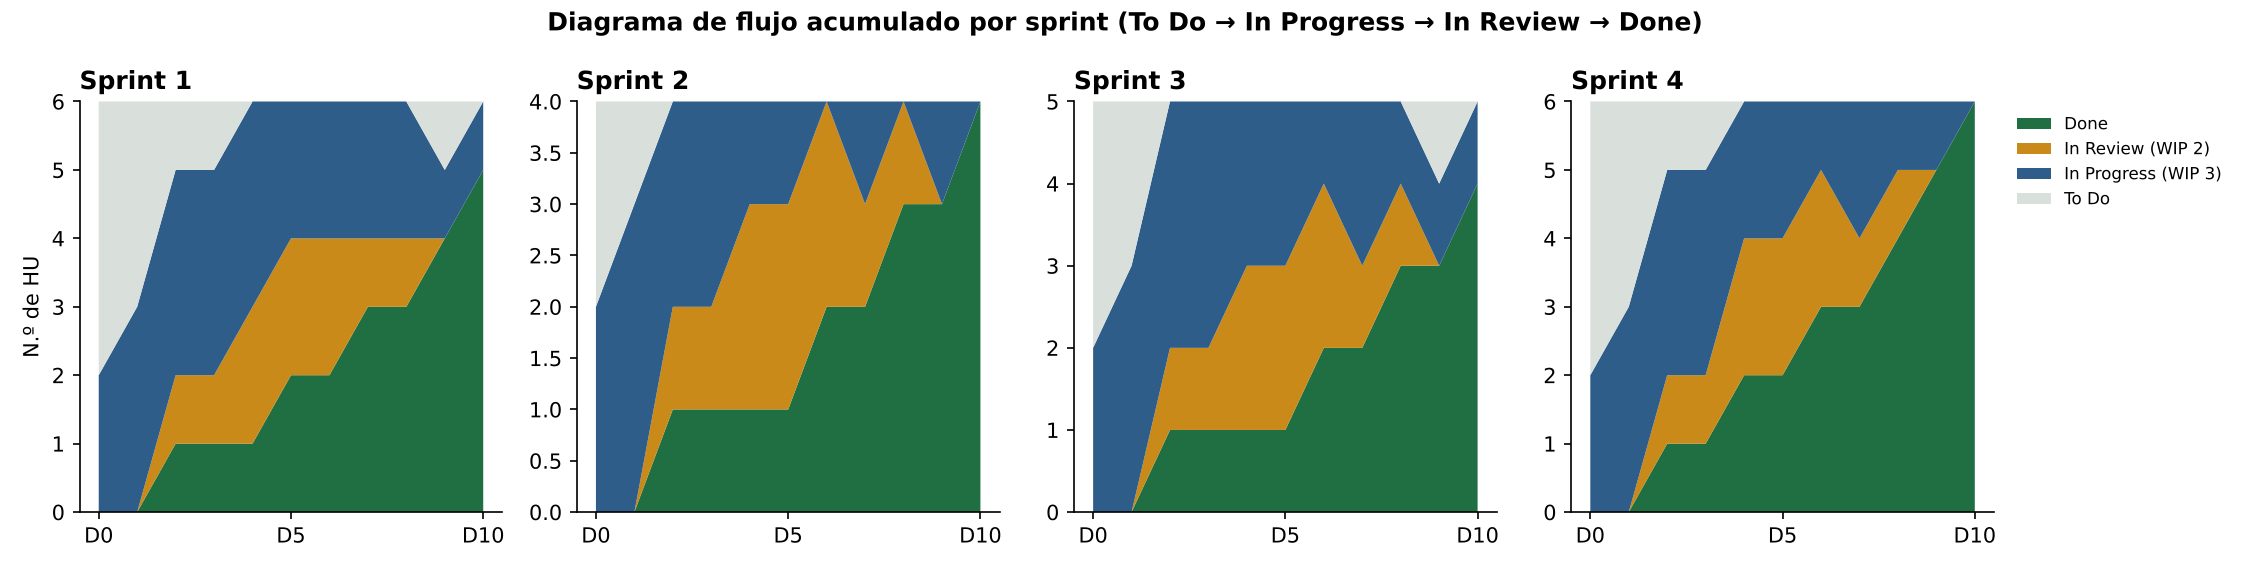 Diagrama de flujo acumulado por sprint (To Do → In Progress → In Review → Done)
Sprint 1
N.º de HU
6
5
4
3
2
1
0
D0 D5 D10
Sprint 2
4.0
3.5
3.0
2.5
2.0
1.5
1.0
0.5
0.0
D0 D5 D10
Sprint 3
5
4
3
2
1
0
D0 D5 D10
Sprint 4
6
5
4
3
2
1
0
D0 D5 D10
Done
In Review (WIP 2)
In Progress (WIP 3)
To Do